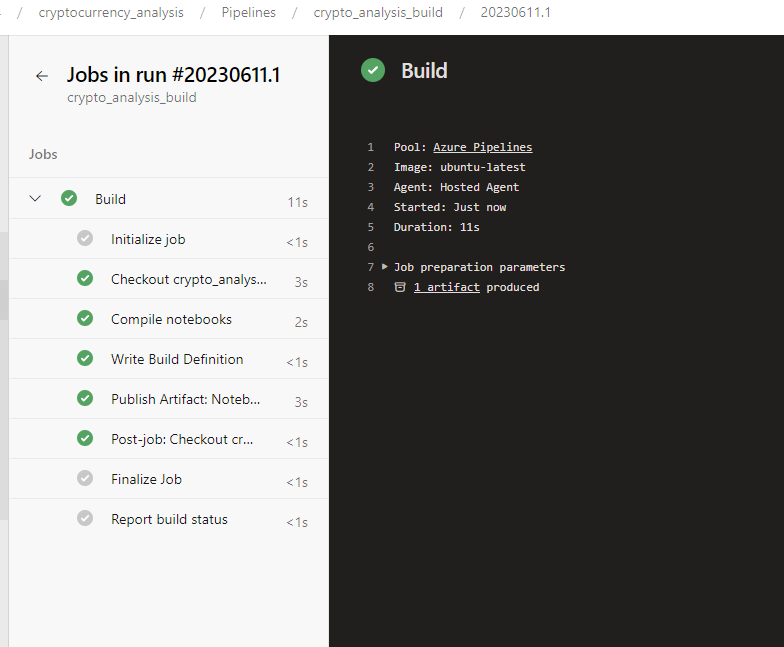 / cryptocurrency_analysis / Pipelines / crypto_analysis_build / 20230611.1
← Jobs in run #20230611.1
crypto_analysis_build
Jobs
Build 11s
Initialize job <1s
Checkout crypto_analys... 3s
Compile notebooks 2s
Write Build Definition <1s
Publish Artifact: Noteb... 3s
Post-job: Checkout cr... <1s
Finalize Job <1s
Report build status <1s
Build
1 Pool: Azure Pipelines
2 Image: ubuntu-latest
3 Agent: Hosted Agent
4 Started: Just now
5 Duration: 11s
6
7 Job preparation parameters
8 1 artifact produced